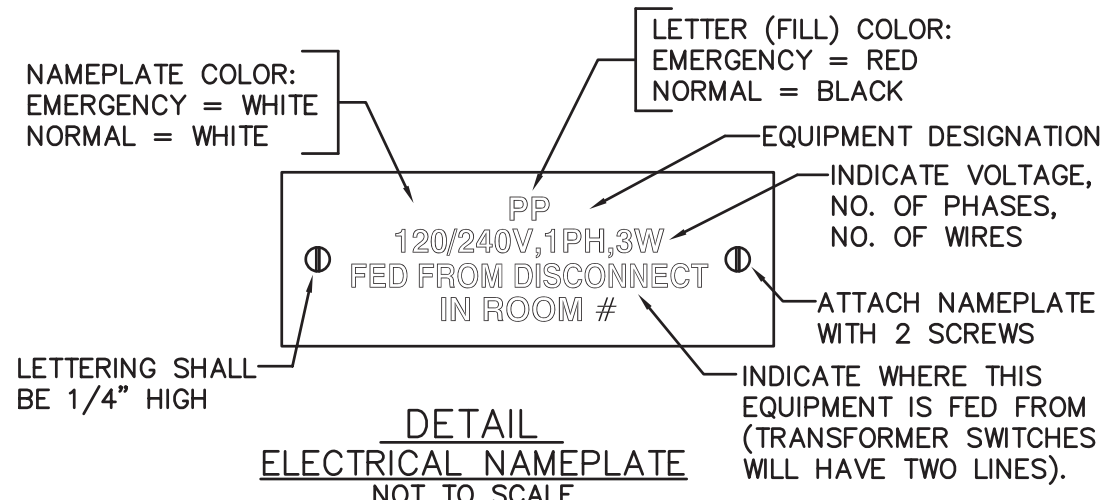 LETTER (FILL) COLOR:
EMERGENCY = RED
NORMAL = BLACK
NAMEPLATE COLOR:
EMERGENCY = WHITE
NORMAL = WHITE
EQUIPMENT DESIGNATION
INDICATE VOLTAGE,
NO. OF PHASES,
NO. OF WIRES
PP
120/240V,1PH,3W
FED FROM DISCONNECT
IN ROOM #
ATTACH NAMEPLATE
WITH 2 SCREWS
LETTERING SHALL
BE 1/4” HIGH
INDICATE WHERE THIS
EQUIPMENT IS FED FROM
(TRANSFORMER SWITCHES
WILL HAVE TWO LINES).
DETAIL
ELECTRICAL NAMEPLATE
NOT TO SCALE